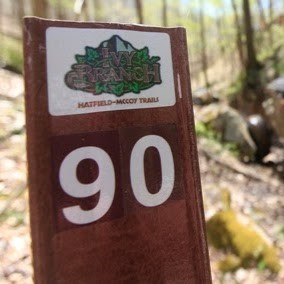 IVY
BRANCH
HATFIELD-McCOY TRAILS
90